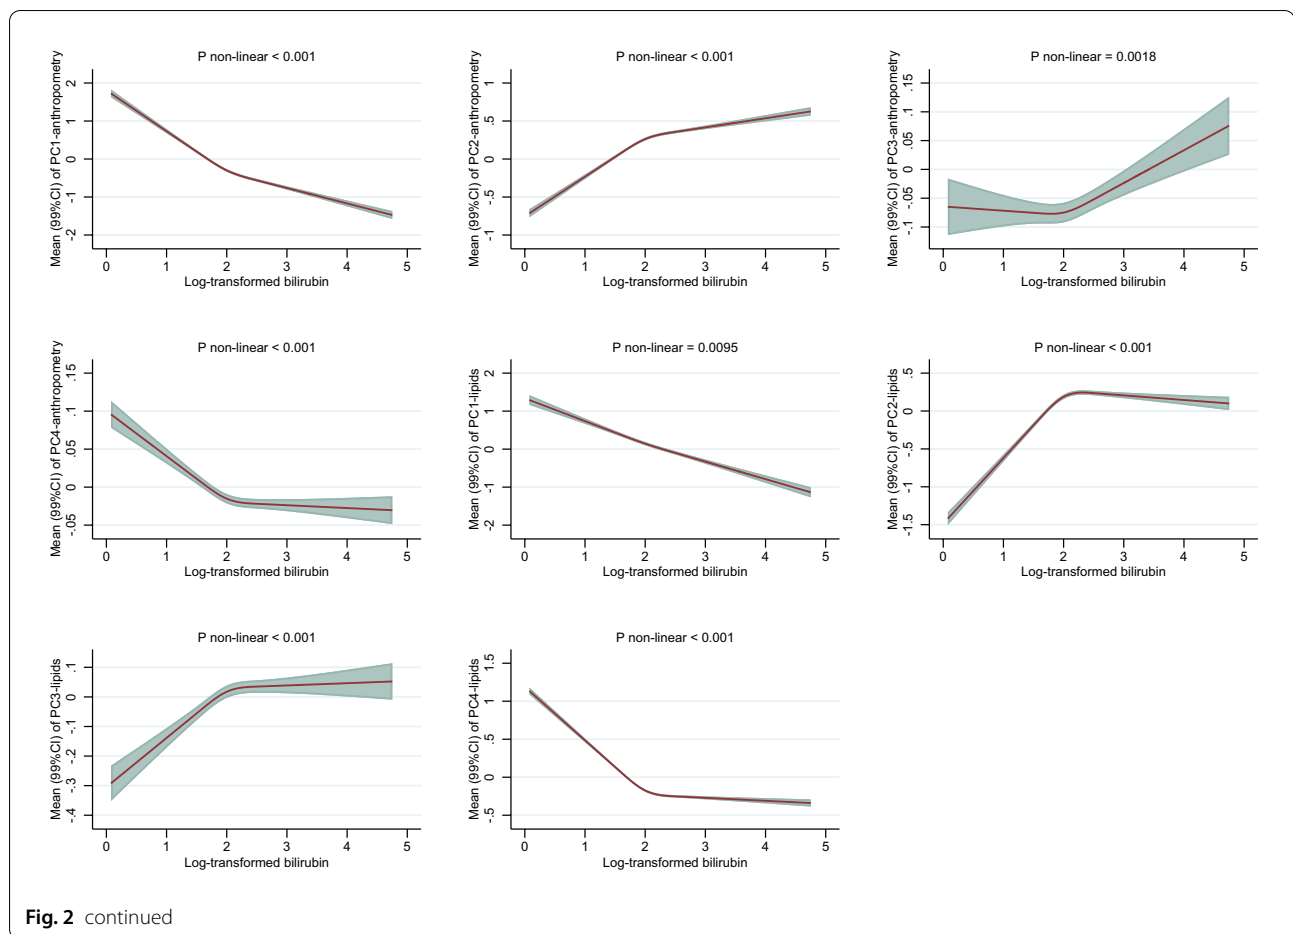 P non-linear < 0.001
Mean (99%CI) of PC1-anthropometry
2
1
0
-1
-2
0 1 2 3 4 5
Log-transformed bilirubin
P non-linear < 0.001
Mean (99%CI) of PC2-anthropometry
1
.5
0
-.5
-1
0 1 2 3 4 5
Log-transformed bilirubin
P non-linear = 0.0018
Mean (99%CI) of PC3-anthropometry
.15
.1
.05
0
-.05
-.1
0 1 2 3 4 5
Log-transformed bilirubin
P non-linear < 0.001
Mean (99%CI) of PC4-anthropometry
.15
.1
.05
0
-.05
0 1 2 3 4 5
Log-transformed bilirubin
P non-linear = 0.0095
Mean (99%CI) of PC1-lipids
2
1
0
-1
-2
0 1 2 3 4 5
Log-transformed bilirubin
P non-linear < 0.001
Mean (99%CI) of PC2-lipids
.5
0
-.5
-1
-1.5
0 1 2 3 4 5
Log-transformed bilirubin
P non-linear < 0.001
Mean (99%CI) of PC3-lipids
.1
0
-.1
-.2
-.3
-.4
0 1 2 3 4 5
Log-transformed bilirubin
P non-linear < 0.001
Mean (99%CI) of PC4-lipids
1.5
1
.5
0
-.5
0 1 2 3 4 5
Log-transformed bilirubin
Fig. 2 continued